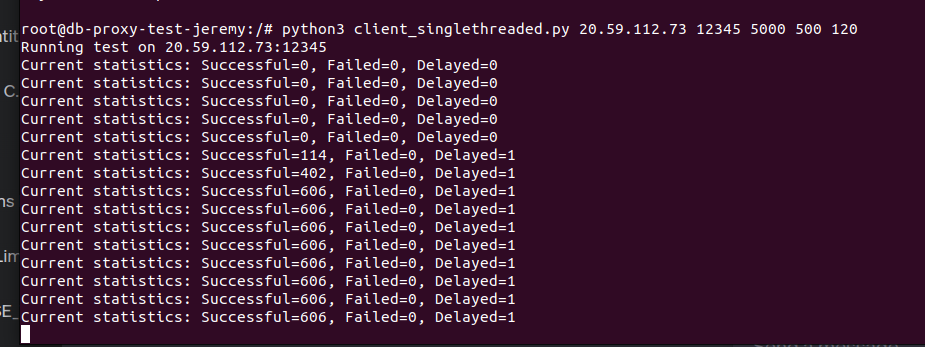 root@db-proxy-test-jeremy:/# python3 client_singlethreaded.py 20.59.112.73 12345 5000 500 120
Running test on 20.59.112.73:12345
Current statistics: Successful=0, Failed=0, Delayed=0
Current statistics: Successful=0, Failed=0, Delayed=0
Current statistics: Successful=0, Failed=0, Delayed=0
Current statistics: Successful=0, Failed=0, Delayed=0
Current statistics: Successful=0, Failed=0, Delayed=0
Current statistics: Successful=114, Failed=0, Delayed=1
Current statistics: Successful=402, Failed=0, Delayed=1
Current statistics: Successful=606, Failed=0, Delayed=1
Current statistics: Successful=606, Failed=0, Delayed=1
Current statistics: Successful=606, Failed=0, Delayed=1
Current statistics: Successful=606, Failed=0, Delayed=1
Current statistics: Successful=606, Failed=0, Delayed=1
Current statistics: Successful=606, Failed=0, Delayed=1
Current statistics: Successful=606, Failed=0, Delayed=1
Current statistics: Successful=606, Failed=0, Delayed=1